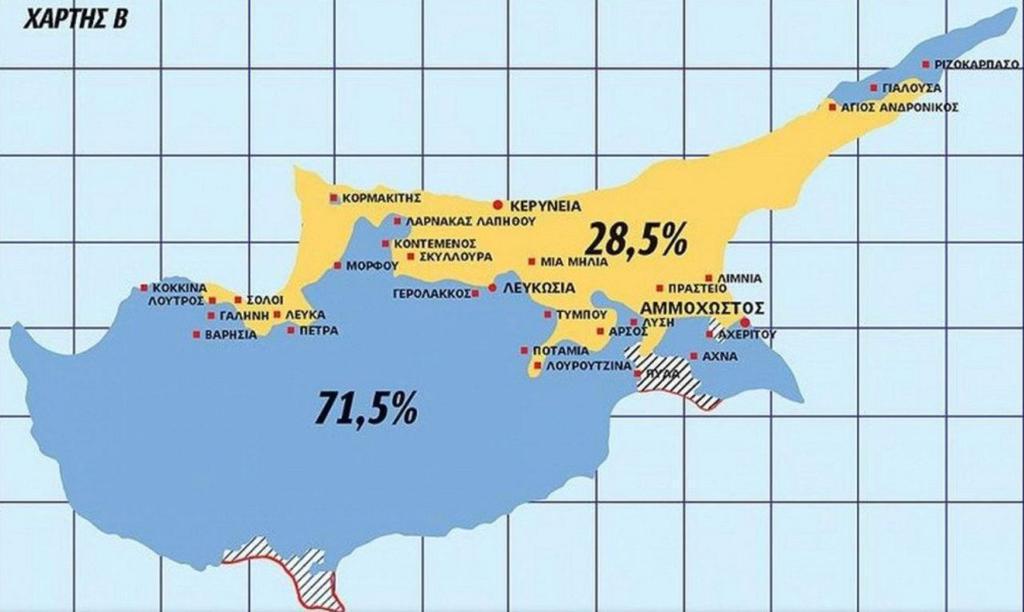 ΧΑΡΤΗΣ Β
ΡΙΖΟΚΑΡΠΑΣΟ
ΓΙΑΛΟΥΣΑ
ΑΓΙΟΣ ΑΝΔΡΟΝΙΚΟΣ
ΚΟΡΜΑΚΙΤΗΣ
ΚΕΡΥΝΕΙΑ
ΛΑΡΝΑΚΑΣ ΛΑΠΗΘΟΥ
28,5%
ΚΟΝΤΕΜΕΝΟΣ
ΣΚΥΛΛΟΥΡΑ
ΜΙΑ ΜΗΛΙΑ
ΜΟΡΦΟΥ
ΛΙΜΝΙΑ
ΚΟΚΚΙΝΑ
ΓΕΡΟΛΑΚΚΟΣ
ΛΕΥΚΩΣΙΑ
ΠΡΑΣΤΕΙΟ
ΛΟΥΤΡΟΣ
ΣΟΛΟΙ
ΑΜΜΟΧΩΣΤΟΣ
ΓΑΛΗΝΗ
ΛΕΥΚΑ
ΤΥΜΠΟΥ
ΛΥΣΗ
ΒΑΡΗΣΙΑ
ΠΕΤΡΑ
ΑΡΣΟΣ
ΑΧΕΡΙΤΟΥ
ΠΟΤΑΜΙΑ
ΑΧΝΑ
ΛΟΥΡΟΥΤΖΙΝΑ
ΠΥΛΑ
71,5%